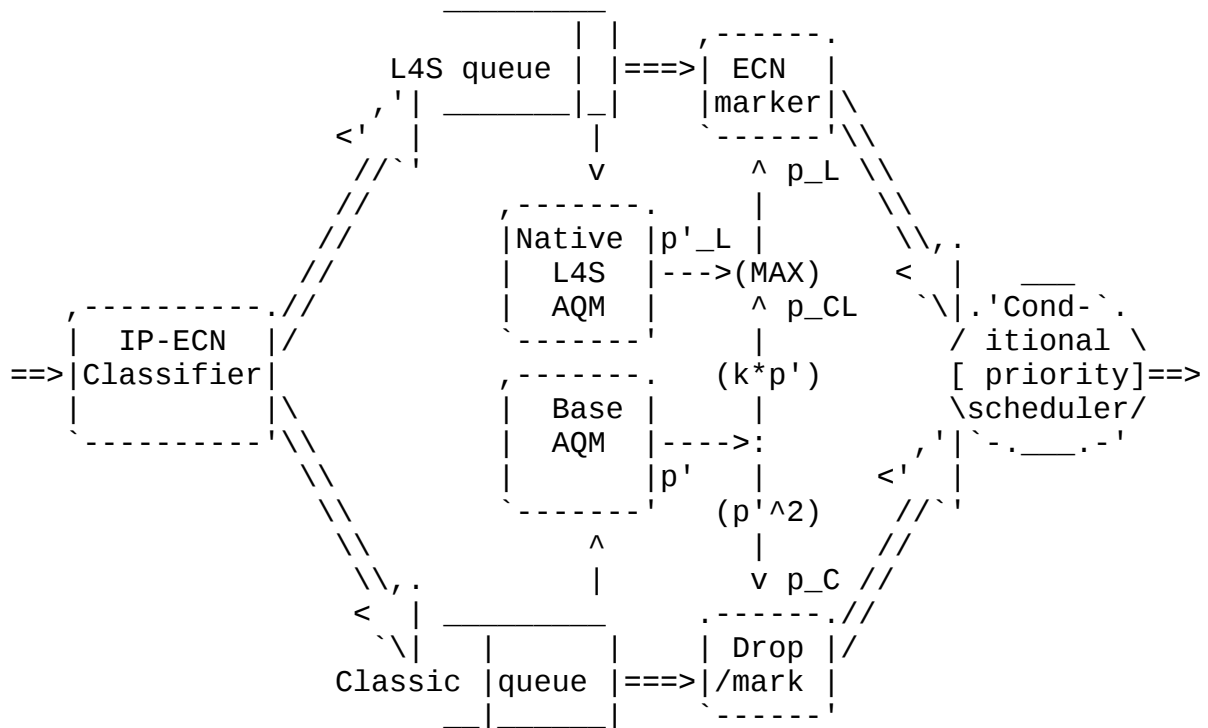 L4S queue
ECN
marker
p_L
Native
L4S
AQM
p'_L
(MAX)
p_CL
IP-ECN
Classifier
Cond-
itional
priority
scheduler
(k*p')
Base
AQM
p'
(p'^2)
p_C
Classic queue
Drop
/mark